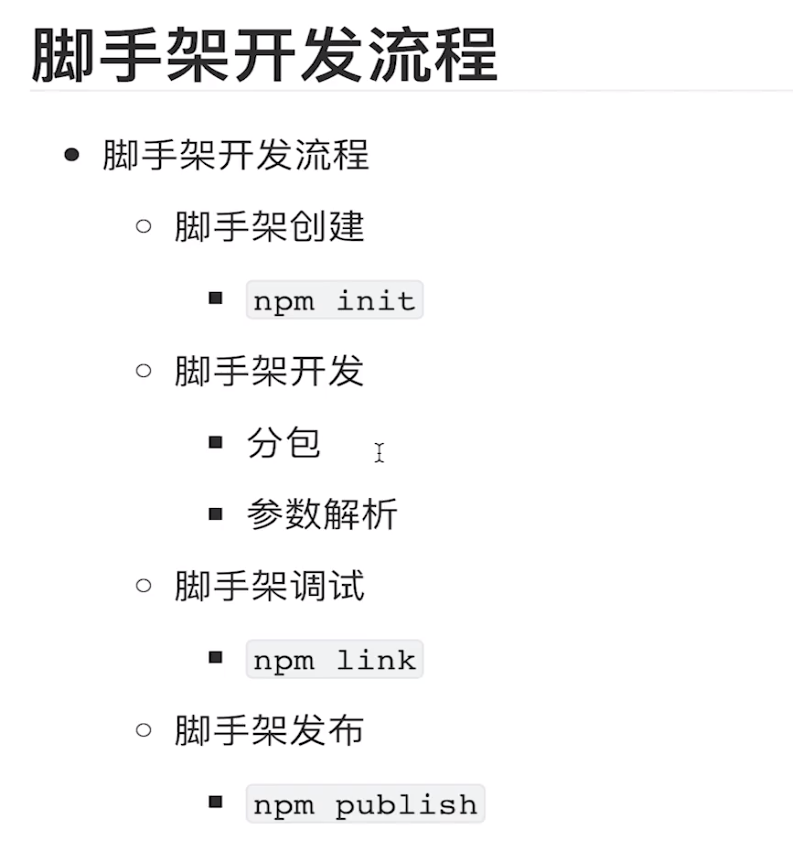 脚手架开发流程
脚手架开发流程
脚手架创建
npm init
脚手架开发
分包
参数解析
脚手架调试
npm link
脚手架发布
npm publish